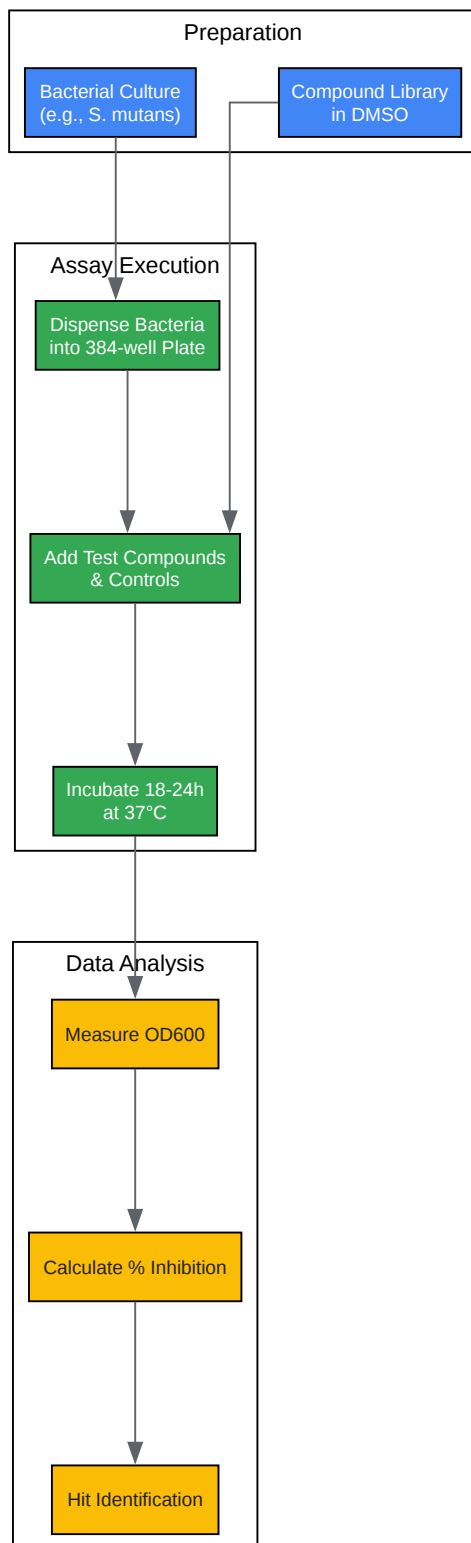 Preparation
Bacterial Culture
(e.g., S. mutans)
Compound Library
in DMSO
Assay Execution
Dispense Bacteria
into 384-well Plate
Add Test Compounds
& Controls
Incubate 18-24h
at 37°C
Data Analysis
Measure OD600
Calculate % Inhibition
Hit Identification